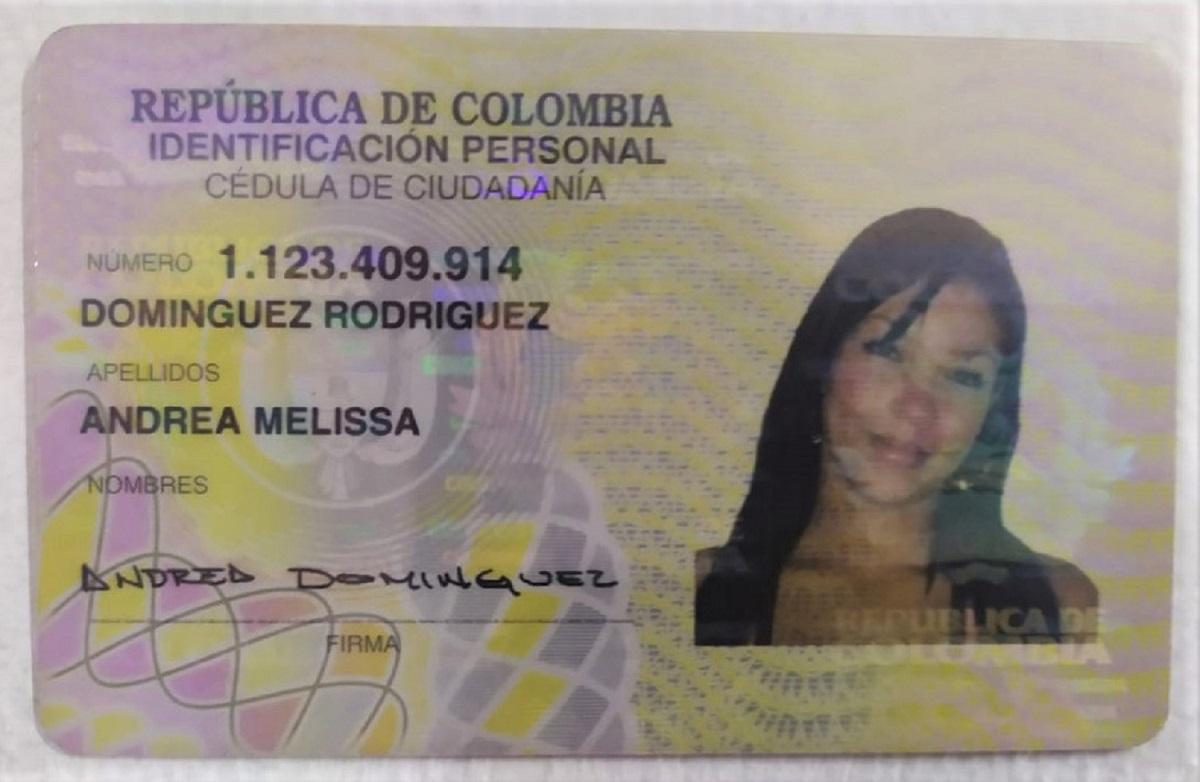 REPÚBLICA DE COLOMBIA
IDENTIFICACIÓN PERSONAL
CÉDULA DE CIUDADANÍA
NÚMERO 1.123.409.914
DOMINGUEZ RODRIGUEZ
APELLIDOS
ANDREA MELISSA
NOMBRES
ANDREA DOMINGUEZ
FIRMA
REPUBLICA DE
COLOMBIA